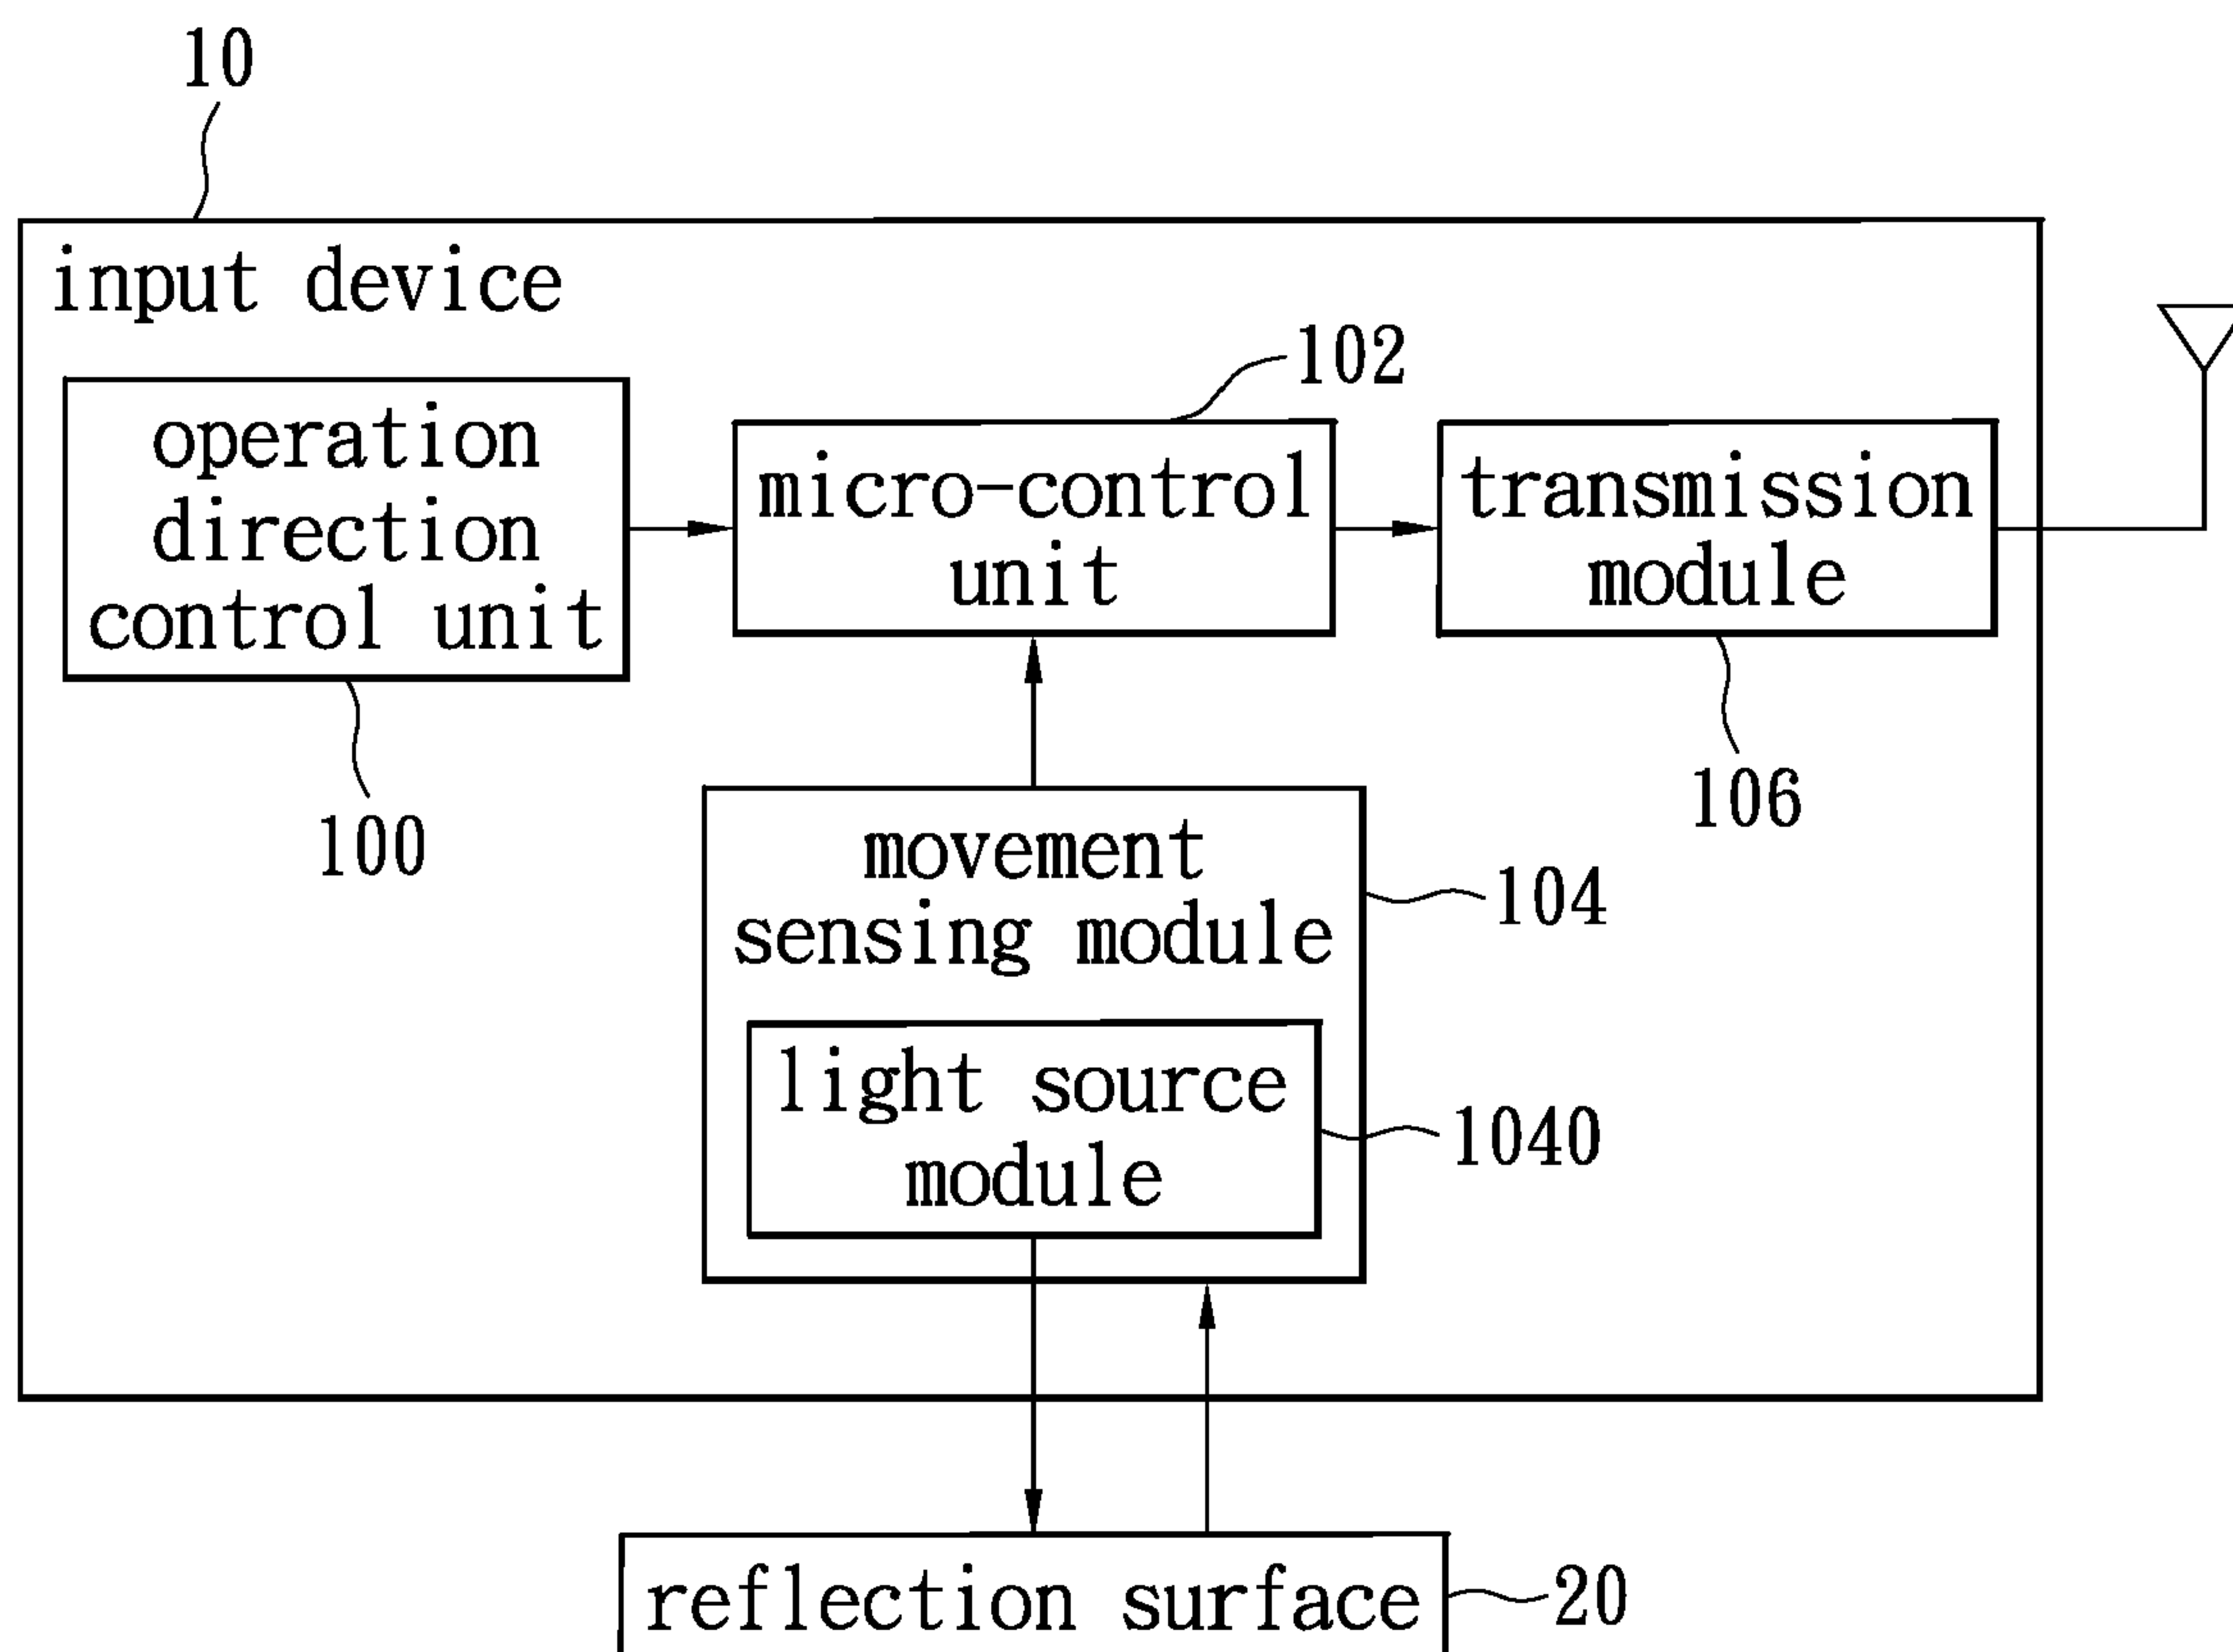 10
input device
102
operation
direction
control unit
micro-control
unit
transmission
module
100
106
movement
sensing module
104
light source
module
1040
reflection surface
20